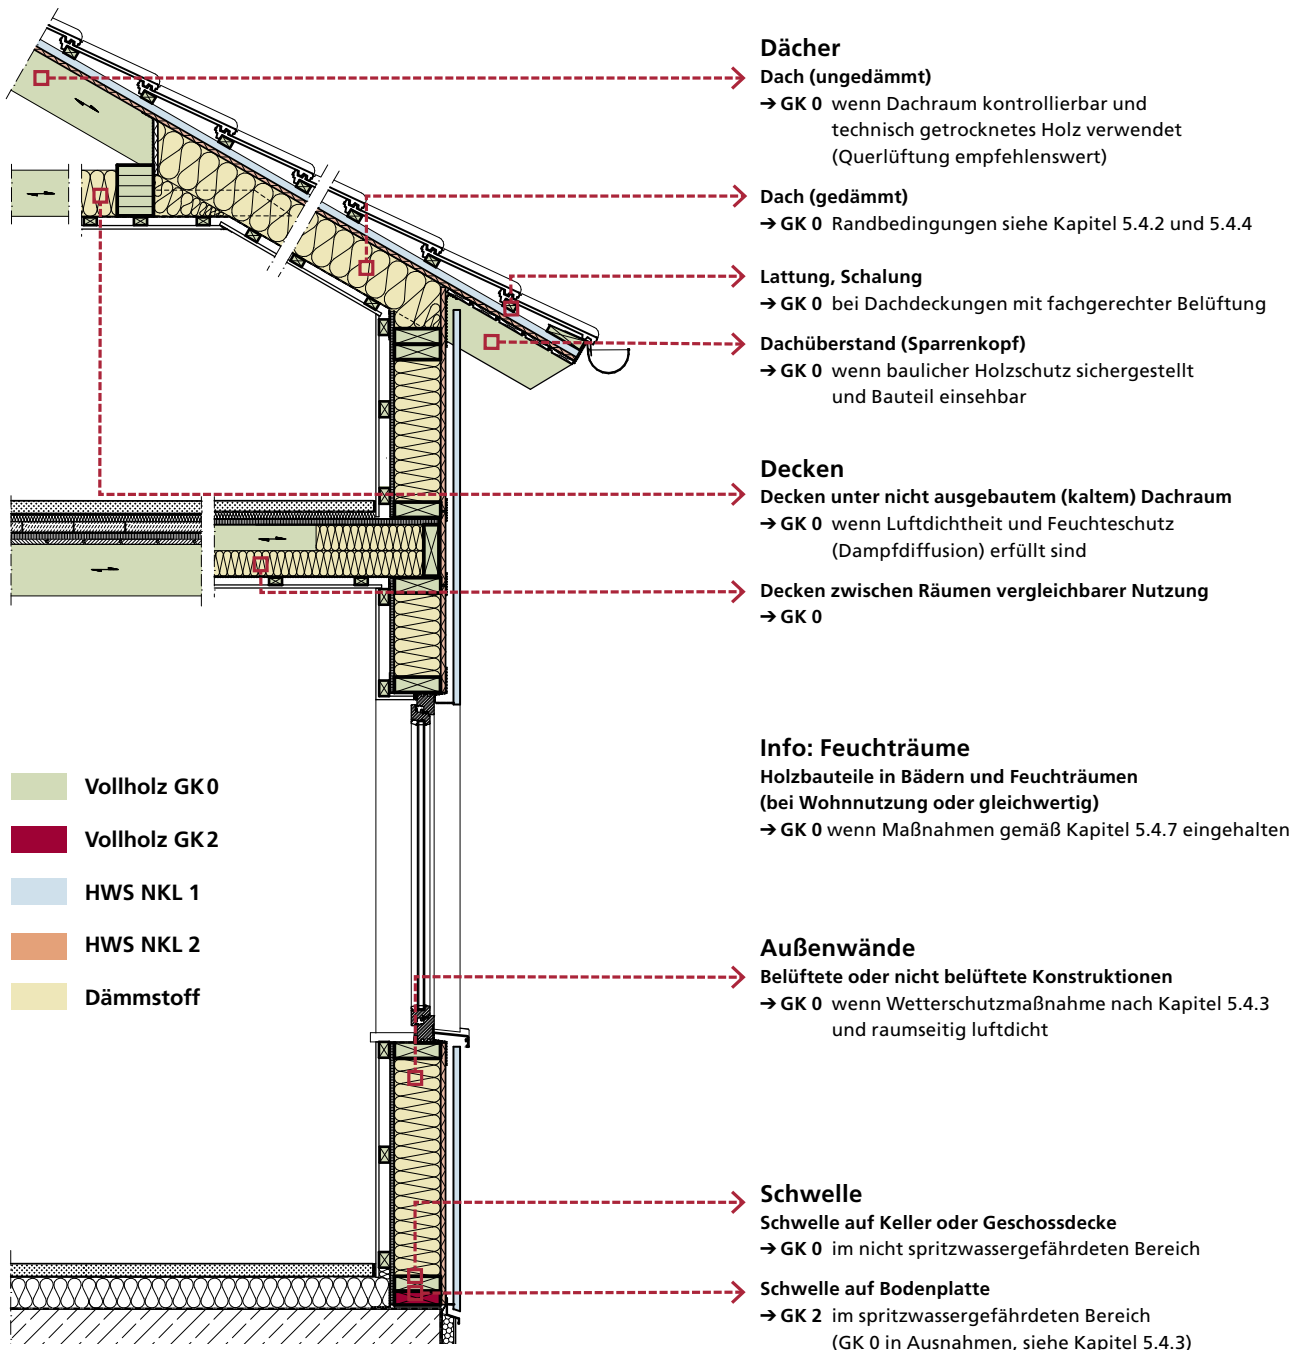 Dächer
Dach (ungedämmt)
➔ GK 0 wenn Dachraum kontrollierbar und
technisch getrocknetes Holz verwendet
(Querlüftung empfehlenswert)
Dach (gedämmt)
➔ GK 0 Randbedingungen siehe Kapitel 5.4.2 und 5.4.4
Lattung, Schalung
➔ GK 0 bei Dachdeckungen mit fachgerechter Belüftung
Dachüberstand (Sparrenkopf)
➔ GK 0 wenn baulicher Holzschutz sichergestellt
und Bauteil einsehbar
Decken
Decken unter nicht ausgebautem (kaltem) Dachraum
➔ GK 0 wenn Luftdichtheit und Feuchteschutz
(Dampfdiffusion) erfüllt sind
Decken zwischen Räumen vergleichbarer Nutzung
➔ GK 0
Info: Feuchträume
Holzbauteile in Bädern und Feuchträumen
(bei Wohnnutzung oder gleichwertig)
➔ GK 0 wenn Maßnahmen gemäß Kapitel 5.4.7 eingehalten
Außenwände
Belüftete oder nicht belüftete Konstruktionen
➔ GK 0 wenn Wetterschutzmaßnahme nach Kapitel 5.4.3
und raumseitig luftdicht
Schwelle
Schwelle auf Keller oder Geschossdecke
➔ GK 0 im nicht spritzwassergefährdeten Bereich
Schwelle auf Bodenplatte
➔ GK 2 im spritzwassergefährdeten Bereich
(GK 0 in Ausnahmen, siehe Kapitel 5.4.3)
Vollholz GK 0
Vollholz GK 2
HWS NKL 1
HWS NKL 2
Dämmstoff